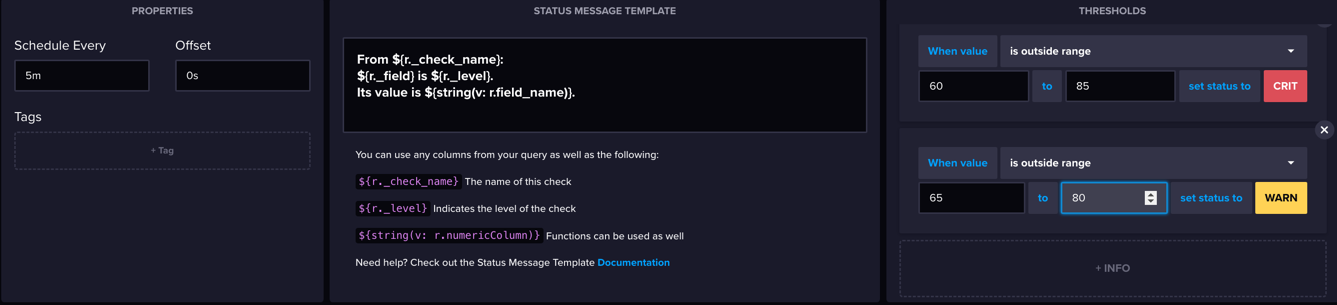 PROPERTIES
Schedule Every
Offset
5m
0s
Tags
+ Tag
STATUS MESSAGE TEMPLATE
From ${r._check_name}:
${r._field} is ${r._level}.
Its value is ${string(v: r.field_name)}.
You can use any columns from your query as well as the following:
${r._check_name} The name of this check
${r._level} Indicates the level of the check
${string(v: r.numericColumn)} Functions can be used as well
Need help? Check out the Status Message Template Documentation
THRESHOLDS
When value is outside range
60 to 85 set status to CRIT
When value is outside range
65 to 80 set status to WARN
+ INFO